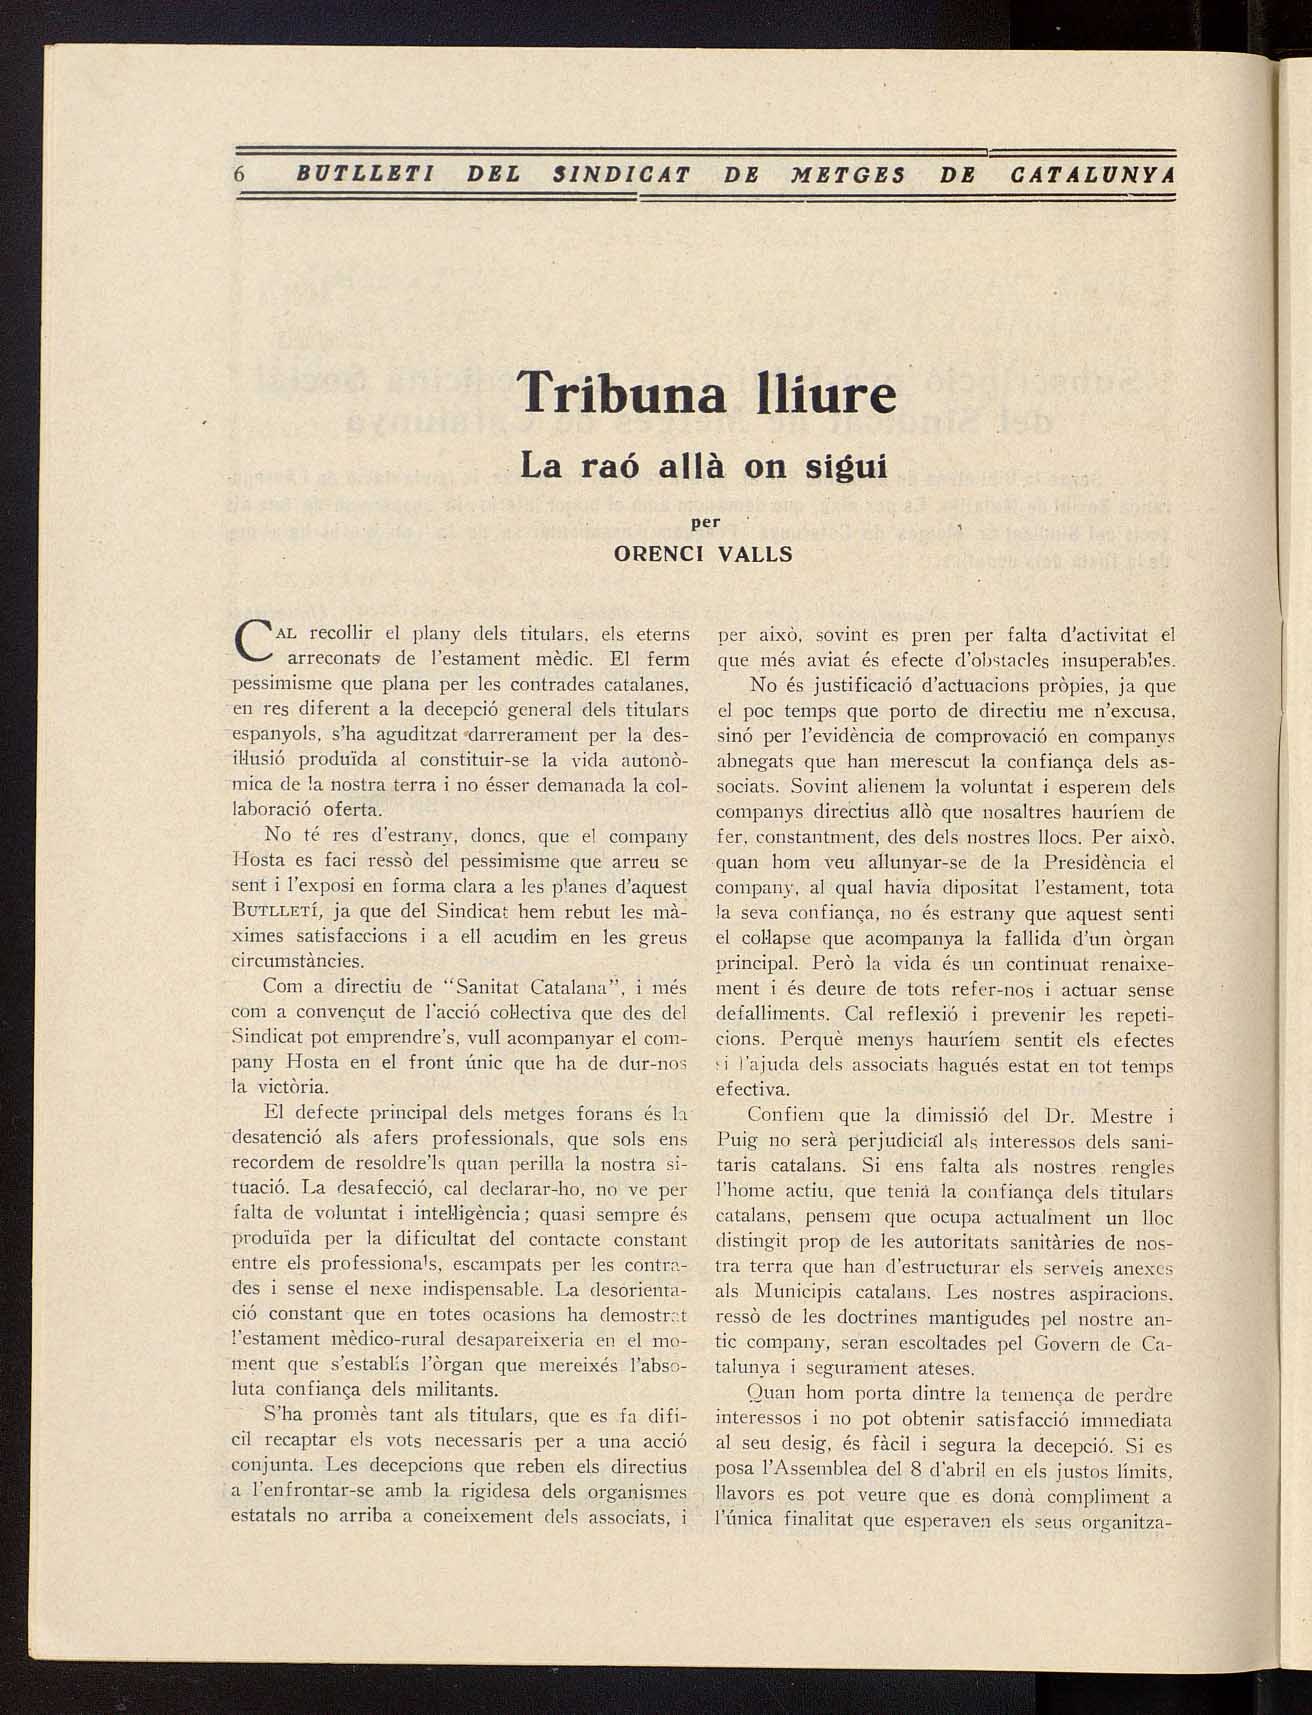 6 BUTLLETI DEL SINDICAT DE METGES DE CATALUNYA
Tribuna lliure
La raó allà on sigui
per
ORENCI VALLS
CAL recollir el plany dels titulars, els eterns
arreconats de l'estament mèdic. El ferm
pessimisme que plana per les contrades catalanes,
en res diferent a la decepció general dels titulars
espanyols, s'ha aguditzat darrerament per la des-
il·lusió produïda al constituir-se la vida autonò-
mica de la nostra terra i no ésser demanada la col-
laboració oferta.
No té res d'estrany, doncs, que el company
Hosta es faci ressò del pessimisme que arreu se
sent i l'exposi en forma clara a les planes d'aquest
BUTLLETÍ, ja que del Sindicat hem rebut les mà-
ximes satisfaccions i a ell acudim en les greus
circumstàncies.
Com a directiu de "Sanitat Catalana", i més
com a convençut de l'acció col·lectiva que des del
Sindicat pot emprendre's, vull acompanyar el com-
pany Hosta en el front únic que ha de dur-nos
la victòria.
El defecte principal dels metges forans és la
desatenció als afers professionals, que sols ens
recordem de resoldre'ls quan perilla la nostra si-
tuació. La desafecció, cal declarar-ho, no ve per
falta de voluntat i intel·ligència; quasi sempre és
produïda per la dificultat del contacte constant
entre els professionals, escampats per les contra-
des i sense el nexe indispensable. La desorienta-
ció constant que en totes ocasions ha demostrat
l'estament mèdico-rural desapareixeria en el mo-
ment que s'establís l'òrgan que mereixés l'abso-
luta confiança dels militants.
S'ha promès tant als titulars, que es fa difí-
cil recaptar els vots necessaris per a una acció
conjunta. Les decepcions que reben els directius
a l'enfrontar-se amb la rigidesa dels organismes
estatals no arriba a coneixement dels associats, i
per això, sovint es pren per falta d'activitat el
que més aviat és efecte d'obstacles insuperables.
No és justificació d'actuacions pròpies, ja que
el poc temps que porto de directiu me n'excusa,
sinó per l'evidència de comprovació en companys
abnegats que han merescut la confiança dels as-
sociats. Sovint alienem la voluntat i esperem dels
companys directius allò que nosaltres hauríem de
fer, constantment, des dels nostres llocs. Per això,
quan hom veu allunyar-se de la Presidència el
company, al qual havia dipositat l'estament, tota
la seva confiança, no és estrany que aquest senti
el col·lapse que acompanya la fallida d'un òrgan
principal. Però la vida és un continuat renaixe-
ment i és deure de tots refer-nos i actuar sense
defalliments. Cal reflexió i prevenir les repeti-
cions. Perquè menys hauríem sentit els efectes
si l'ajuda dels associats hagués estat en tot temps
efectiva.
Confiem que la dimissió del Dr. Mestre i
Puig no serà perjudicial als interessos dels sani-
taris catalans. Si ens falta als nostres rengles
l'home actiu, que tenia la confiança dels titulars
catalans, pensem que ocupa actualment un lloc
distingit prop de les autoritats sanitàries de nos-
tra terra que han d'estructurar els serveis anexes
als Municipis catalans. Les nostres aspiracions,
ressò de les doctrines mantigudes pel nostre an-
tic company, seran escoltades pel Govern de Ca-
talunya i segurament ateses.
Quan hom porta dintre la temença de perdre
interessos i no pot obtenir satisfacció immediata
al seu desig, és fàcil i segura la decepció. Si es
posa l'Assemblea del 8 d'abril en els justos límits,
llavors es pot veure que es donà compliment a
l'única finalitat que esperaven els seus organitza-